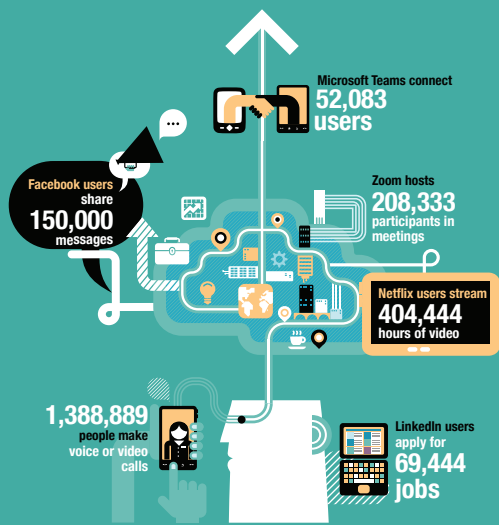 Microsoft Teams connect
52,083
users
Facebook users
share
150,000
messages
Zoom hosts
208,333
participants in
meetings
Netflix users stream
404,444
hours of video
1,388,889
people make
voice or video
calls
LinkedIn users
apply for
69,444
jobs